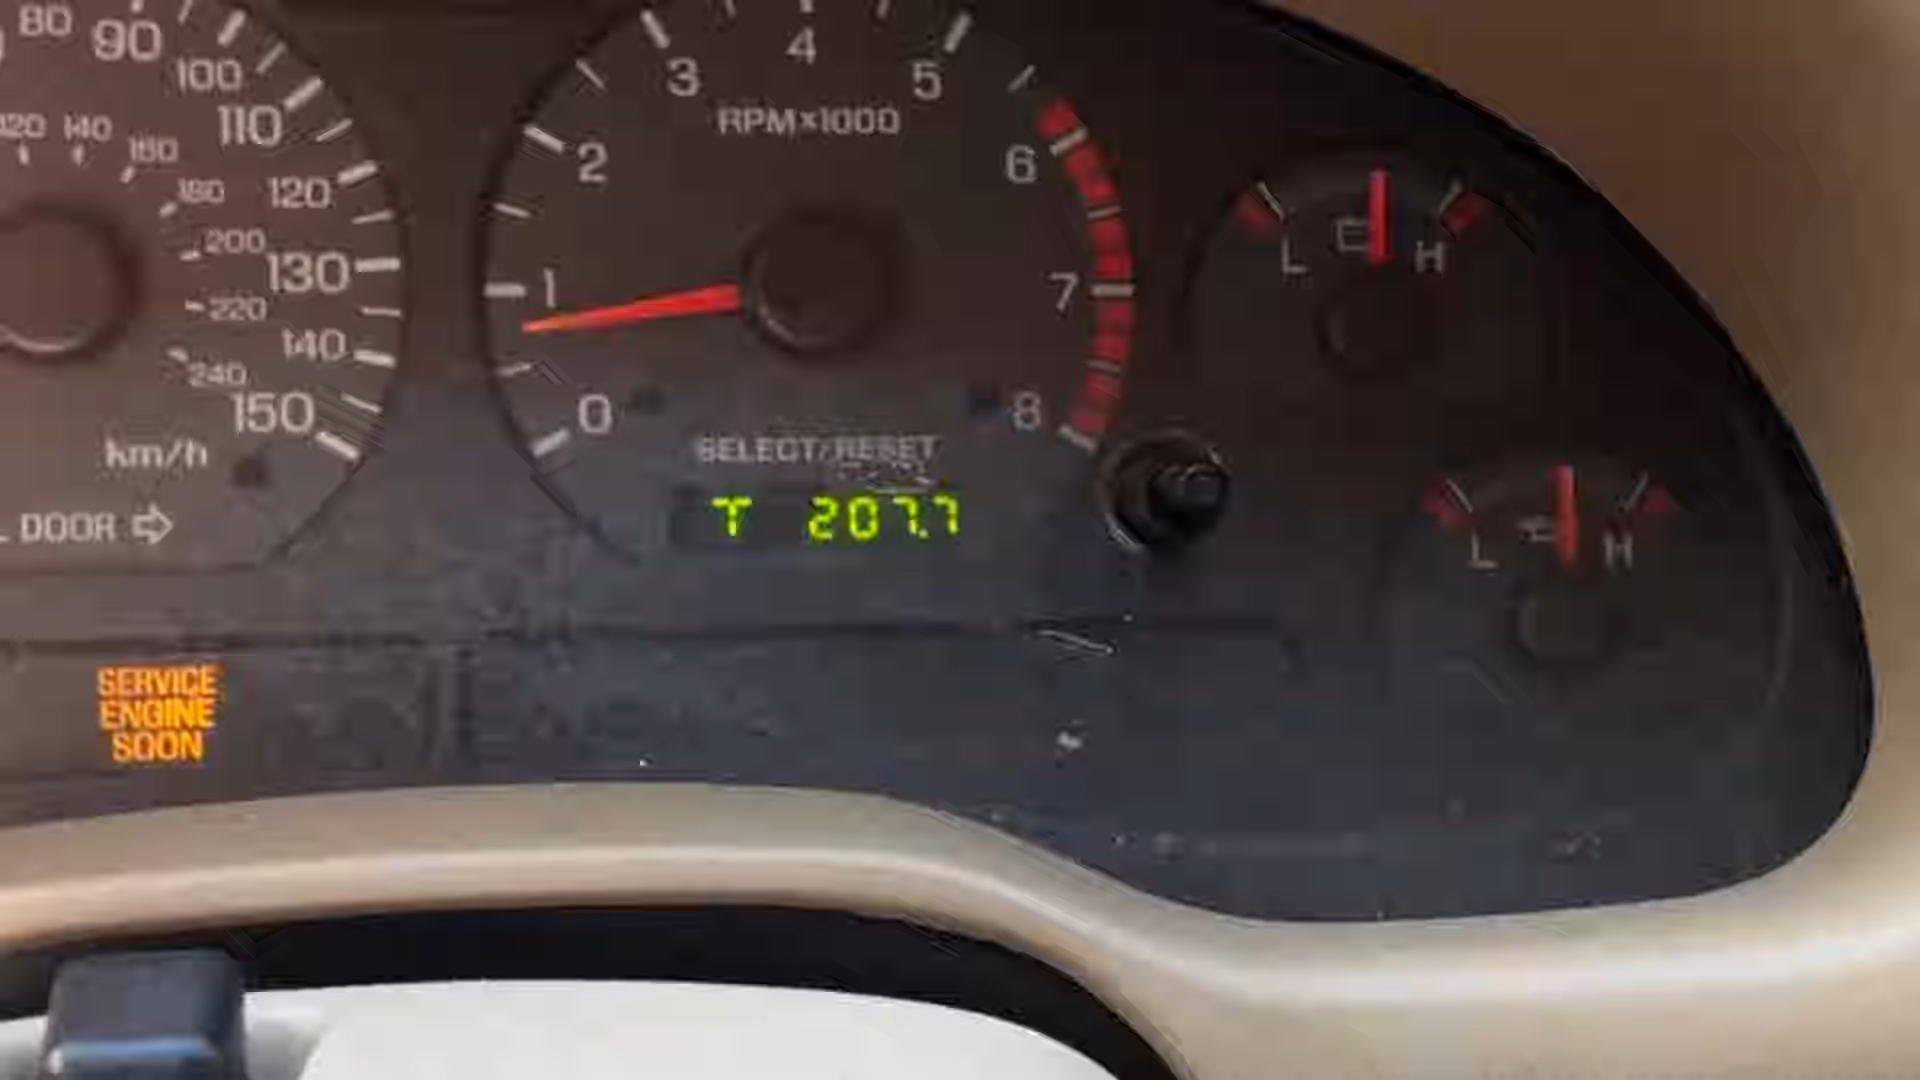 80
90
100
110
120
130
140
150
120
140
160
180
200
220
240
km/h
DOOR
0
1
2
3
4
5
6
7
8
RPM×1000
SELECT/RESET
T 207.7
L H
L H
SERVICE
ENGINE
SOON